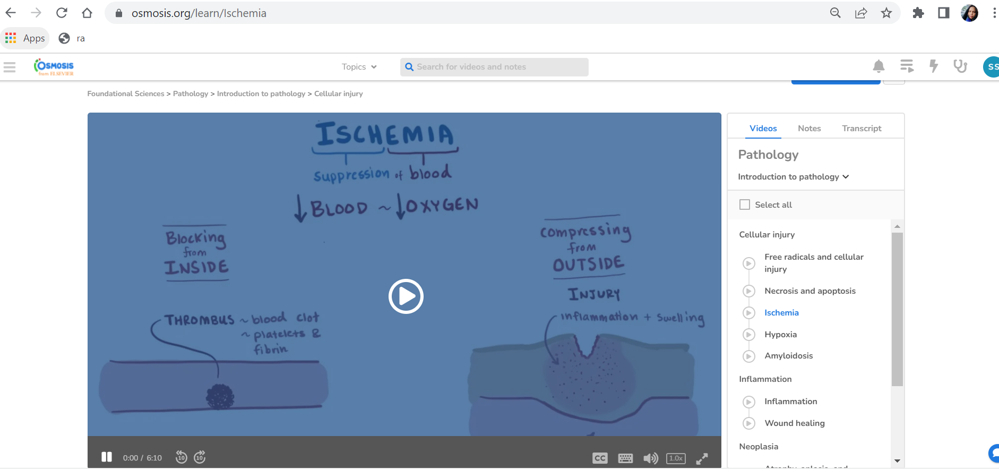 osmosis.org/learn/Ischemia
Apps
ra
OSMOSIS
from ELSEVIER
Topics
Search for videos and notes
SS
Foundational Sciences > Pathology > Introduction to pathology > Cellular injury
ISCHEMIA
suppression of blood
↓BLOOD ~ ↓OXYGEN
Blocking
from
INSIDE
THROMBUS ~ blood clot
~ platelets &
fibrin
compressing
from
OUTSIDE
INJURY
inflammation + swelling
0:00 / 6:10
10
10
CC
1.0x
Videos Notes Transcript
Pathology
Introduction to pathology
Select all
Cellular injury
Free radicals and cellular
injury
Necrosis and apoptosis
Ischemia
Hypoxia
Amyloidosis
Inflammation
Inflammation
Wound healing
Neoplasia